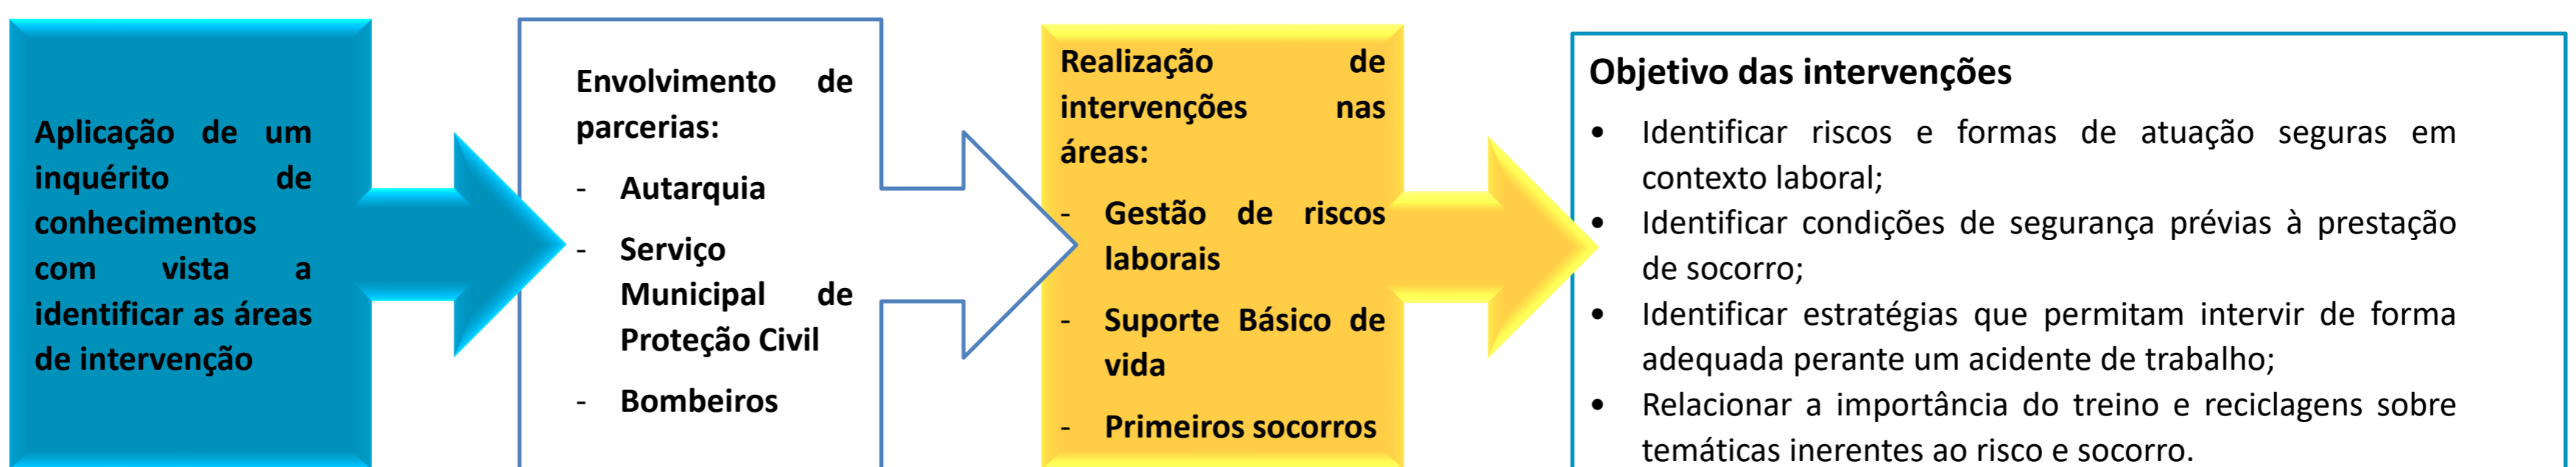 Aplicação de um
inquérito de
conhecimentos
com vista a
identificar as áreas
de intervenção
Envolvimento de
parcerias:
- Autarquia
- Serviço
Municipal de
Proteção Civil
- Bombeiros
Realização de
intervenções nas
áreas:
- Gestão de riscos
laborais
- Suporte Básico de
vida
- Primeiros socorros
Objetivo das intervenções
• Identificar riscos e formas de atuação seguras em
contexto laboral;
• Identificar condições de segurança prévias à prestação
de socorro;
• Identificar estratégias que permitam intervir de forma
adequada perante um acidente de trabalho;
• Relacionar a importância do treino e reciclagens sobre
temáticas inerentes ao risco e socorro.